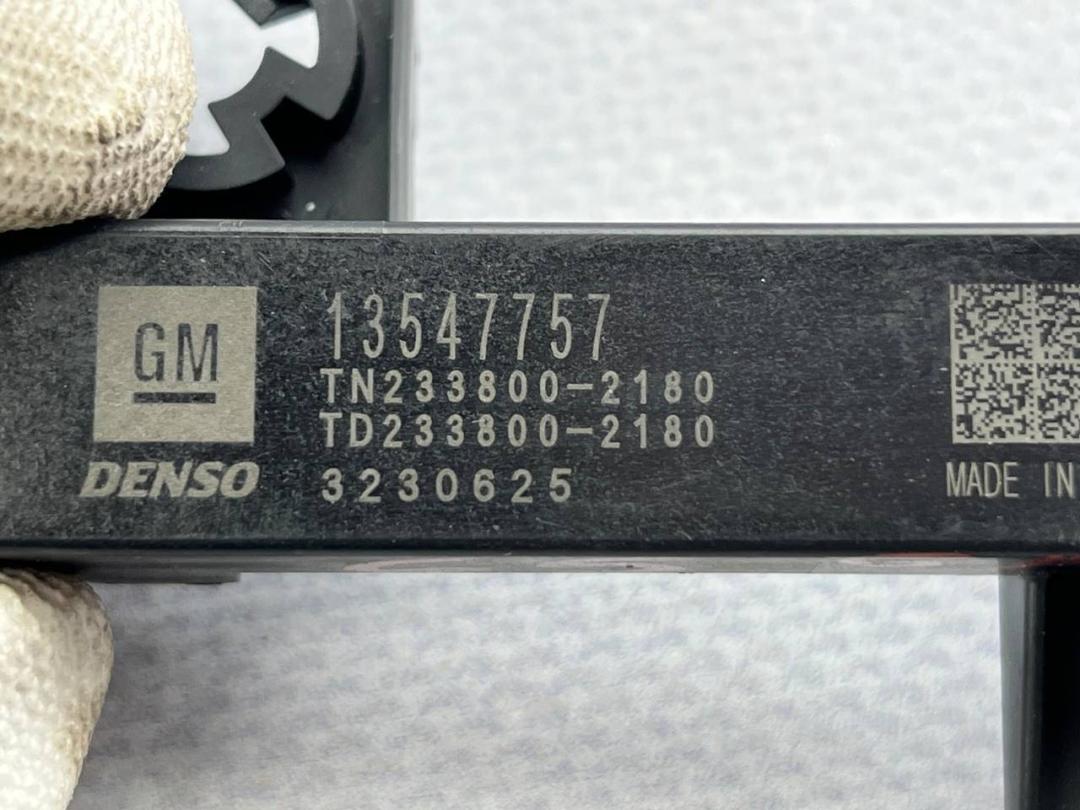 GM
13547757
TN233800-2180
TD233800-2180
DENSO
3230625
MADE IN